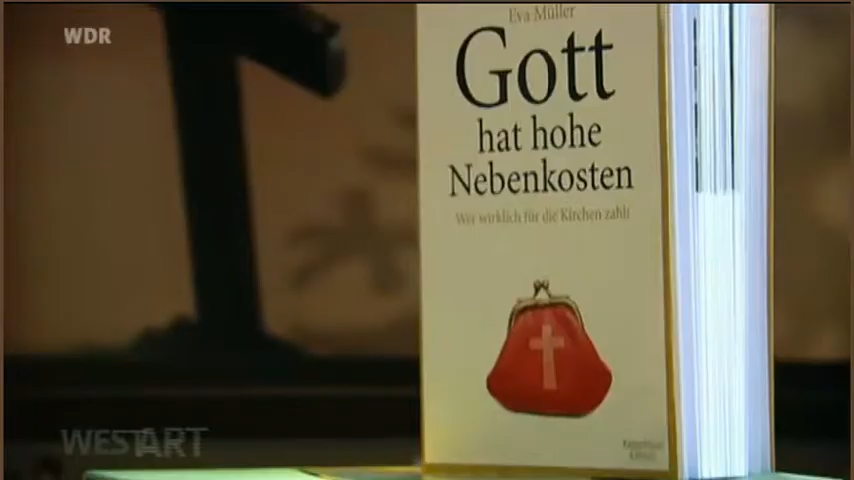 WDR
Eva Müller
Gott
hat hohe
Nebenkosten
Wer wirklich für die Kirchen zahlt
WESTART